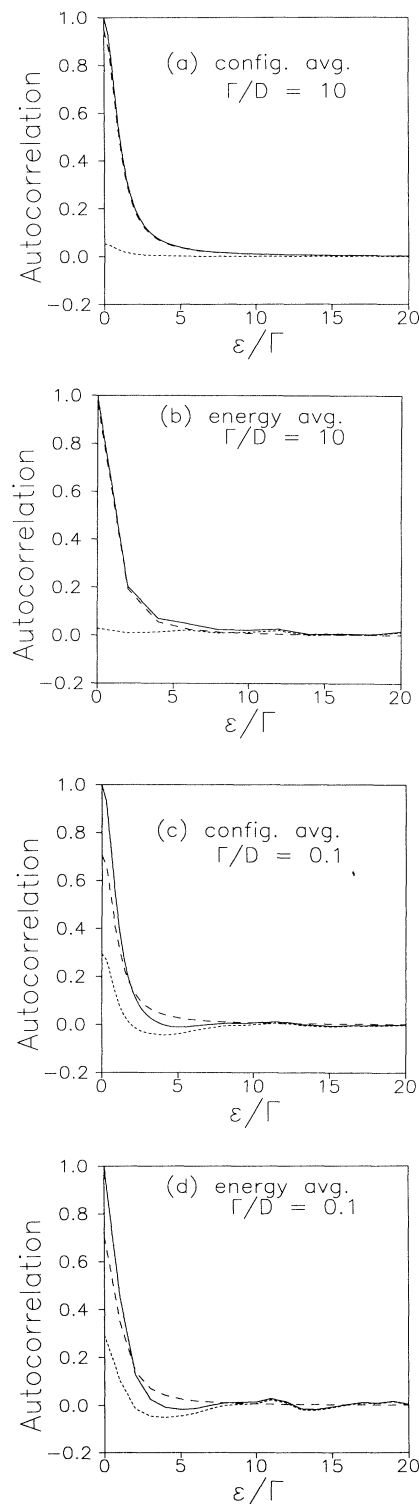 1.0
(a) config. avg.
Γ/D = 10
0.8
0.6
0.4
0.2
0.0
-0.2
Autocorrelation
0 5 10 15 20
ε/Γ
1.0
(b) energy avg.
Γ/D = 10
0.8
0.6
0.4
0.2
0.0
-0.2
Autocorrelation
0 5 10 15 20
ε/Γ
1.0
(c) config. avg.
Γ/D = 0.1
0.8
0.6
0.4
0.2
0.0
-0.2
Autocorrelation
0 5 10 15 20
ε/Γ
1.0
(d) energy avg.
Γ/D = 0.1
0.8
0.6
0.4
0.2
0.0
-0.2
Autocorrelation
0 5 10 15 20
ε/Γ